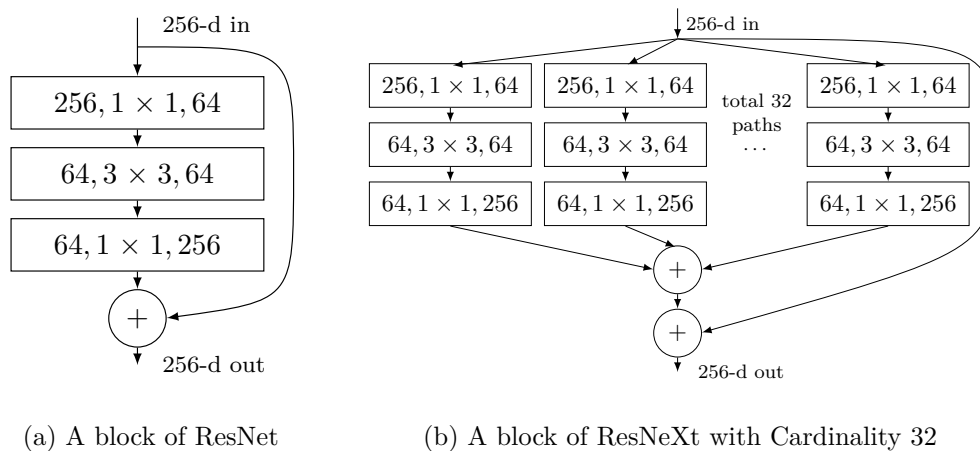 256-d in
256, 1 × 1, 64
64, 3 × 3, 64
64, 1 × 1, 256
+
256-d out
(a) A block of ResNet
256-d in
256, 1 × 1, 64
256, 1 × 1, 64
256, 1 × 1, 64
total 32
paths
...
64, 3 × 3, 64
64, 3 × 3, 64
64, 3 × 3, 64
64, 1 × 1, 256
64, 1 × 1, 256
64, 1 × 1, 256
+
+
256-d out
(b) A block of ResNeXt with Cardinality 32